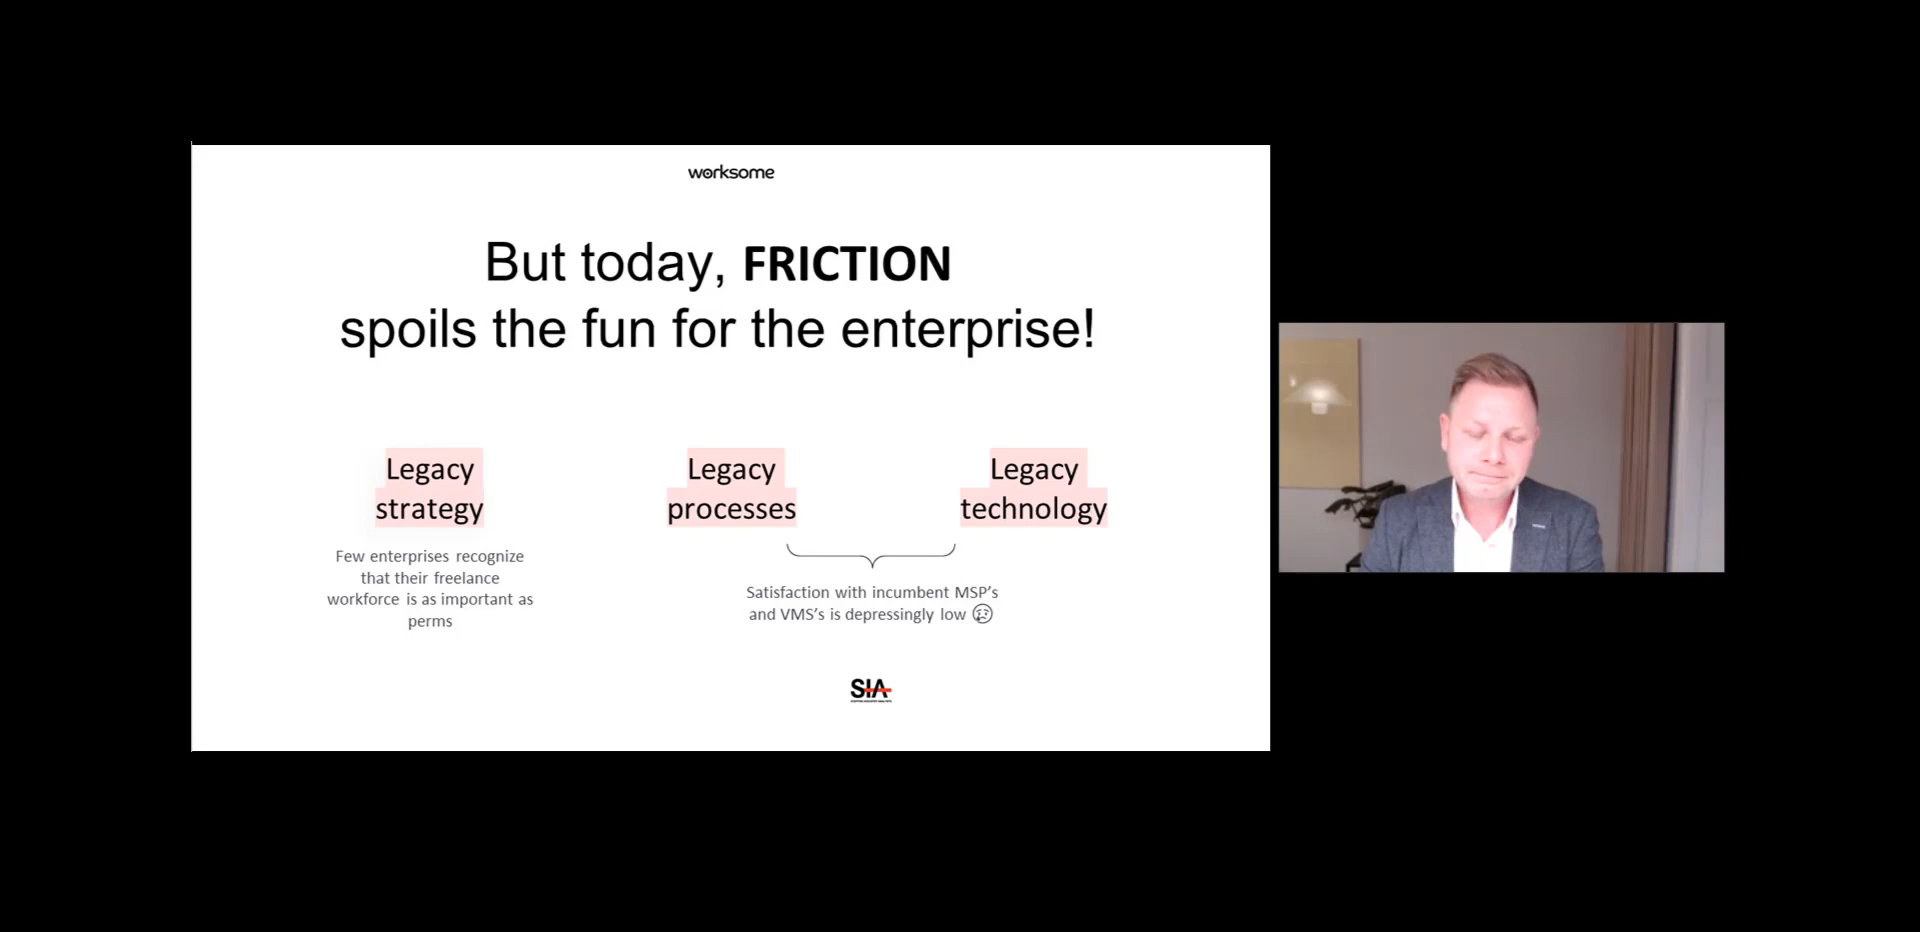 worksome
But today, FRICTION
spoils the fun for the enterprise!
Legacy
strategy
Few enterprises recognize
that their freelance
workforce is as important as
perms
Legacy
processes
Legacy
technology
Satisfaction with incumbent MSP's
and VMS's is depressingly low 😢
SIA